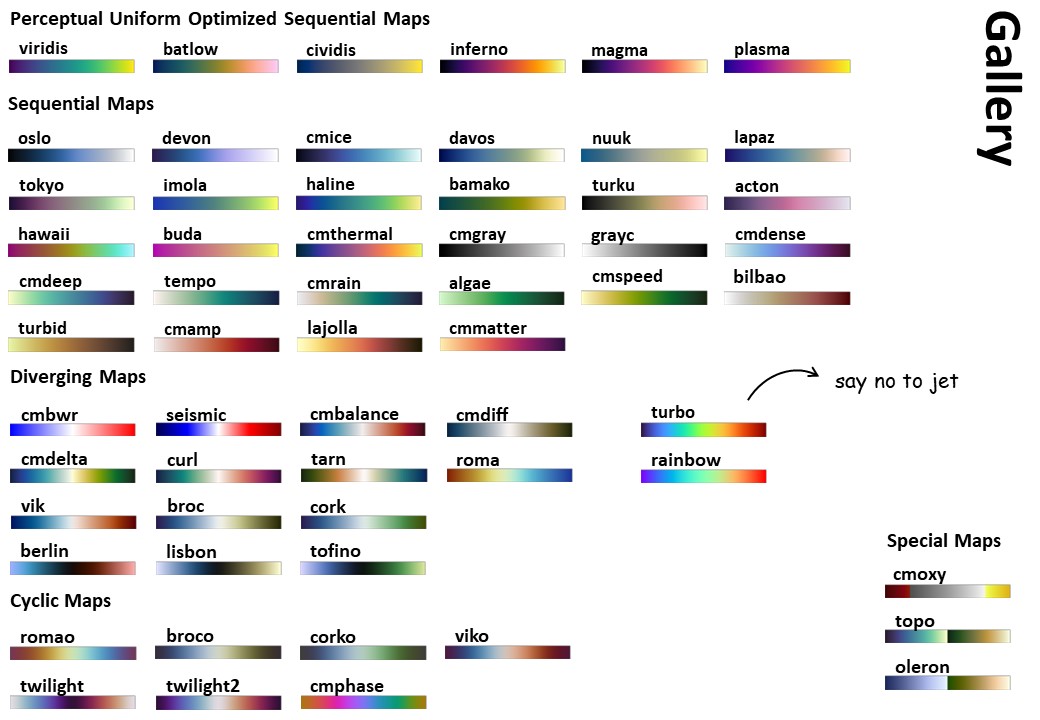 Perceptual Uniform Optimized Sequential Maps
viridis batlow cividis inferno magma plasma
Gallery
Sequential Maps
oslo devon cmice davos nuuk lapaz
tokyo imola haline bamako turku acton
hawaii buda cmthermal cmgray grayc cmdense
cmdeep tempo cmrain algae cmspeed bilbao
turbid cmamp lajolla cmmatter
Diverging Maps
say no to jet
cmbwr seismic cmbalance cmdiff turbo
cmdelta curl tarn roma rainbow
vik broc cork
berlin lisbon tofino
Special Maps
cmoxy
topo
oleron
Cyclic Maps
romao broco corko viko
twilight twilight2 cmphase